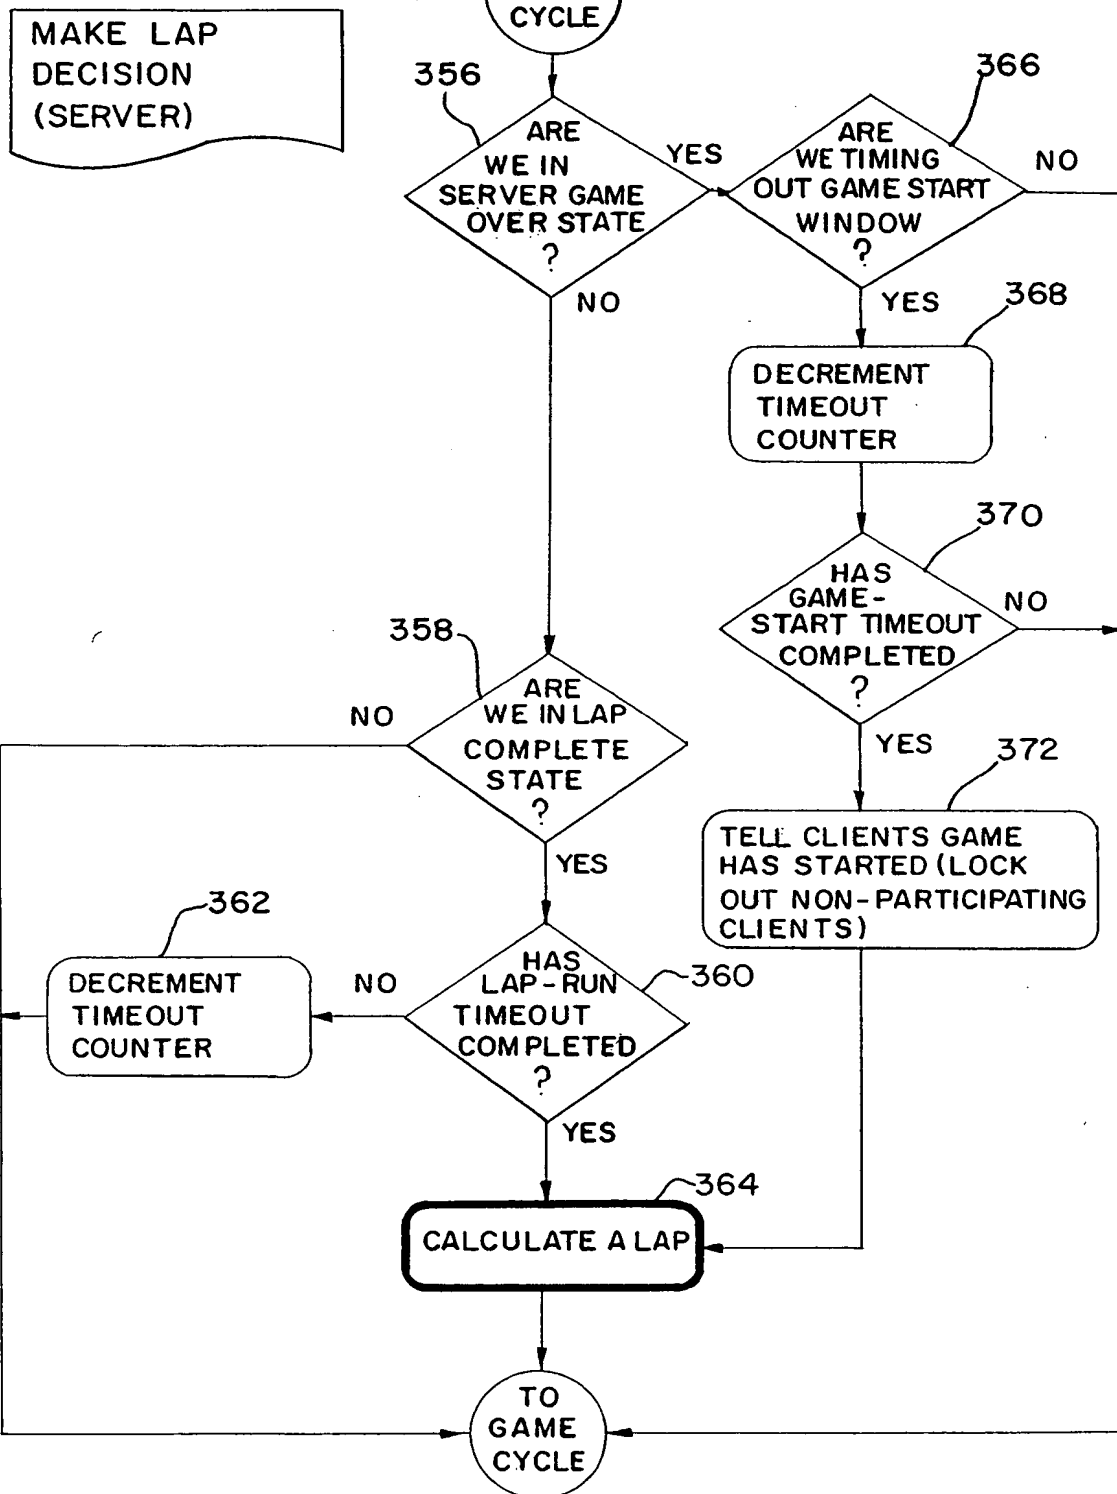 MAKE LAP
DECISION
(SERVER)
CYCLE
356
ARE
WE IN
SERVER GAME
OVER STATE
?
YES
NO
366
ARE
WE TIMING
OUT GAME START
WINDOW
?
NO
YES
368
DECREMENT
TIMEOUT
COUNTER
370
HAS
GAME-
START TIMEOUT
COMPLETED
?
NO
YES
358
ARE
WE IN LAP
COMPLETE
STATE
?
NO
YES
372
TELL CLIENTS GAME
HAS STARTED (LOCK
OUT NON-PARTICIPATING
CLIENTS)
362
DECREMENT
TIMEOUT
COUNTER
NO
360
HAS
LAP-RUN
TIMEOUT
COMPLETED
?
YES
364
CALCULATE A LAP
TO
GAME
CYCLE